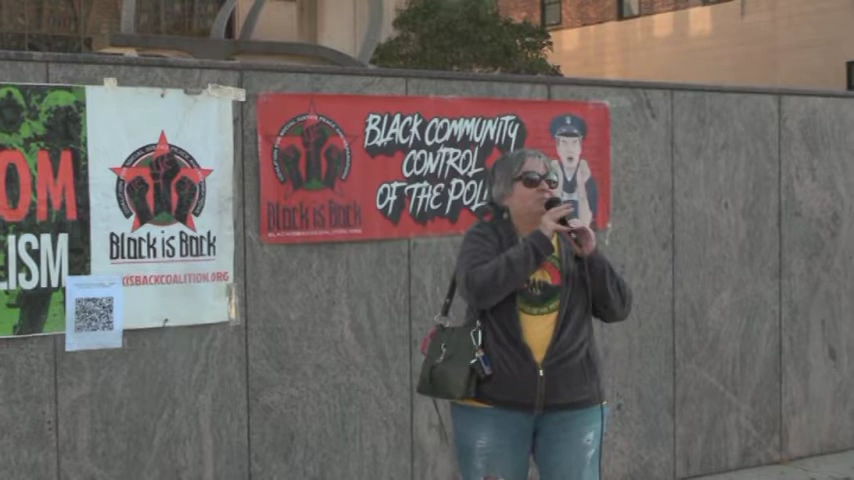 OM
LISM
Black is Back
ISBACKCOALITION.ORG
BLACK COMMUNITY
CONTROL
OF THE POL
Black is Back